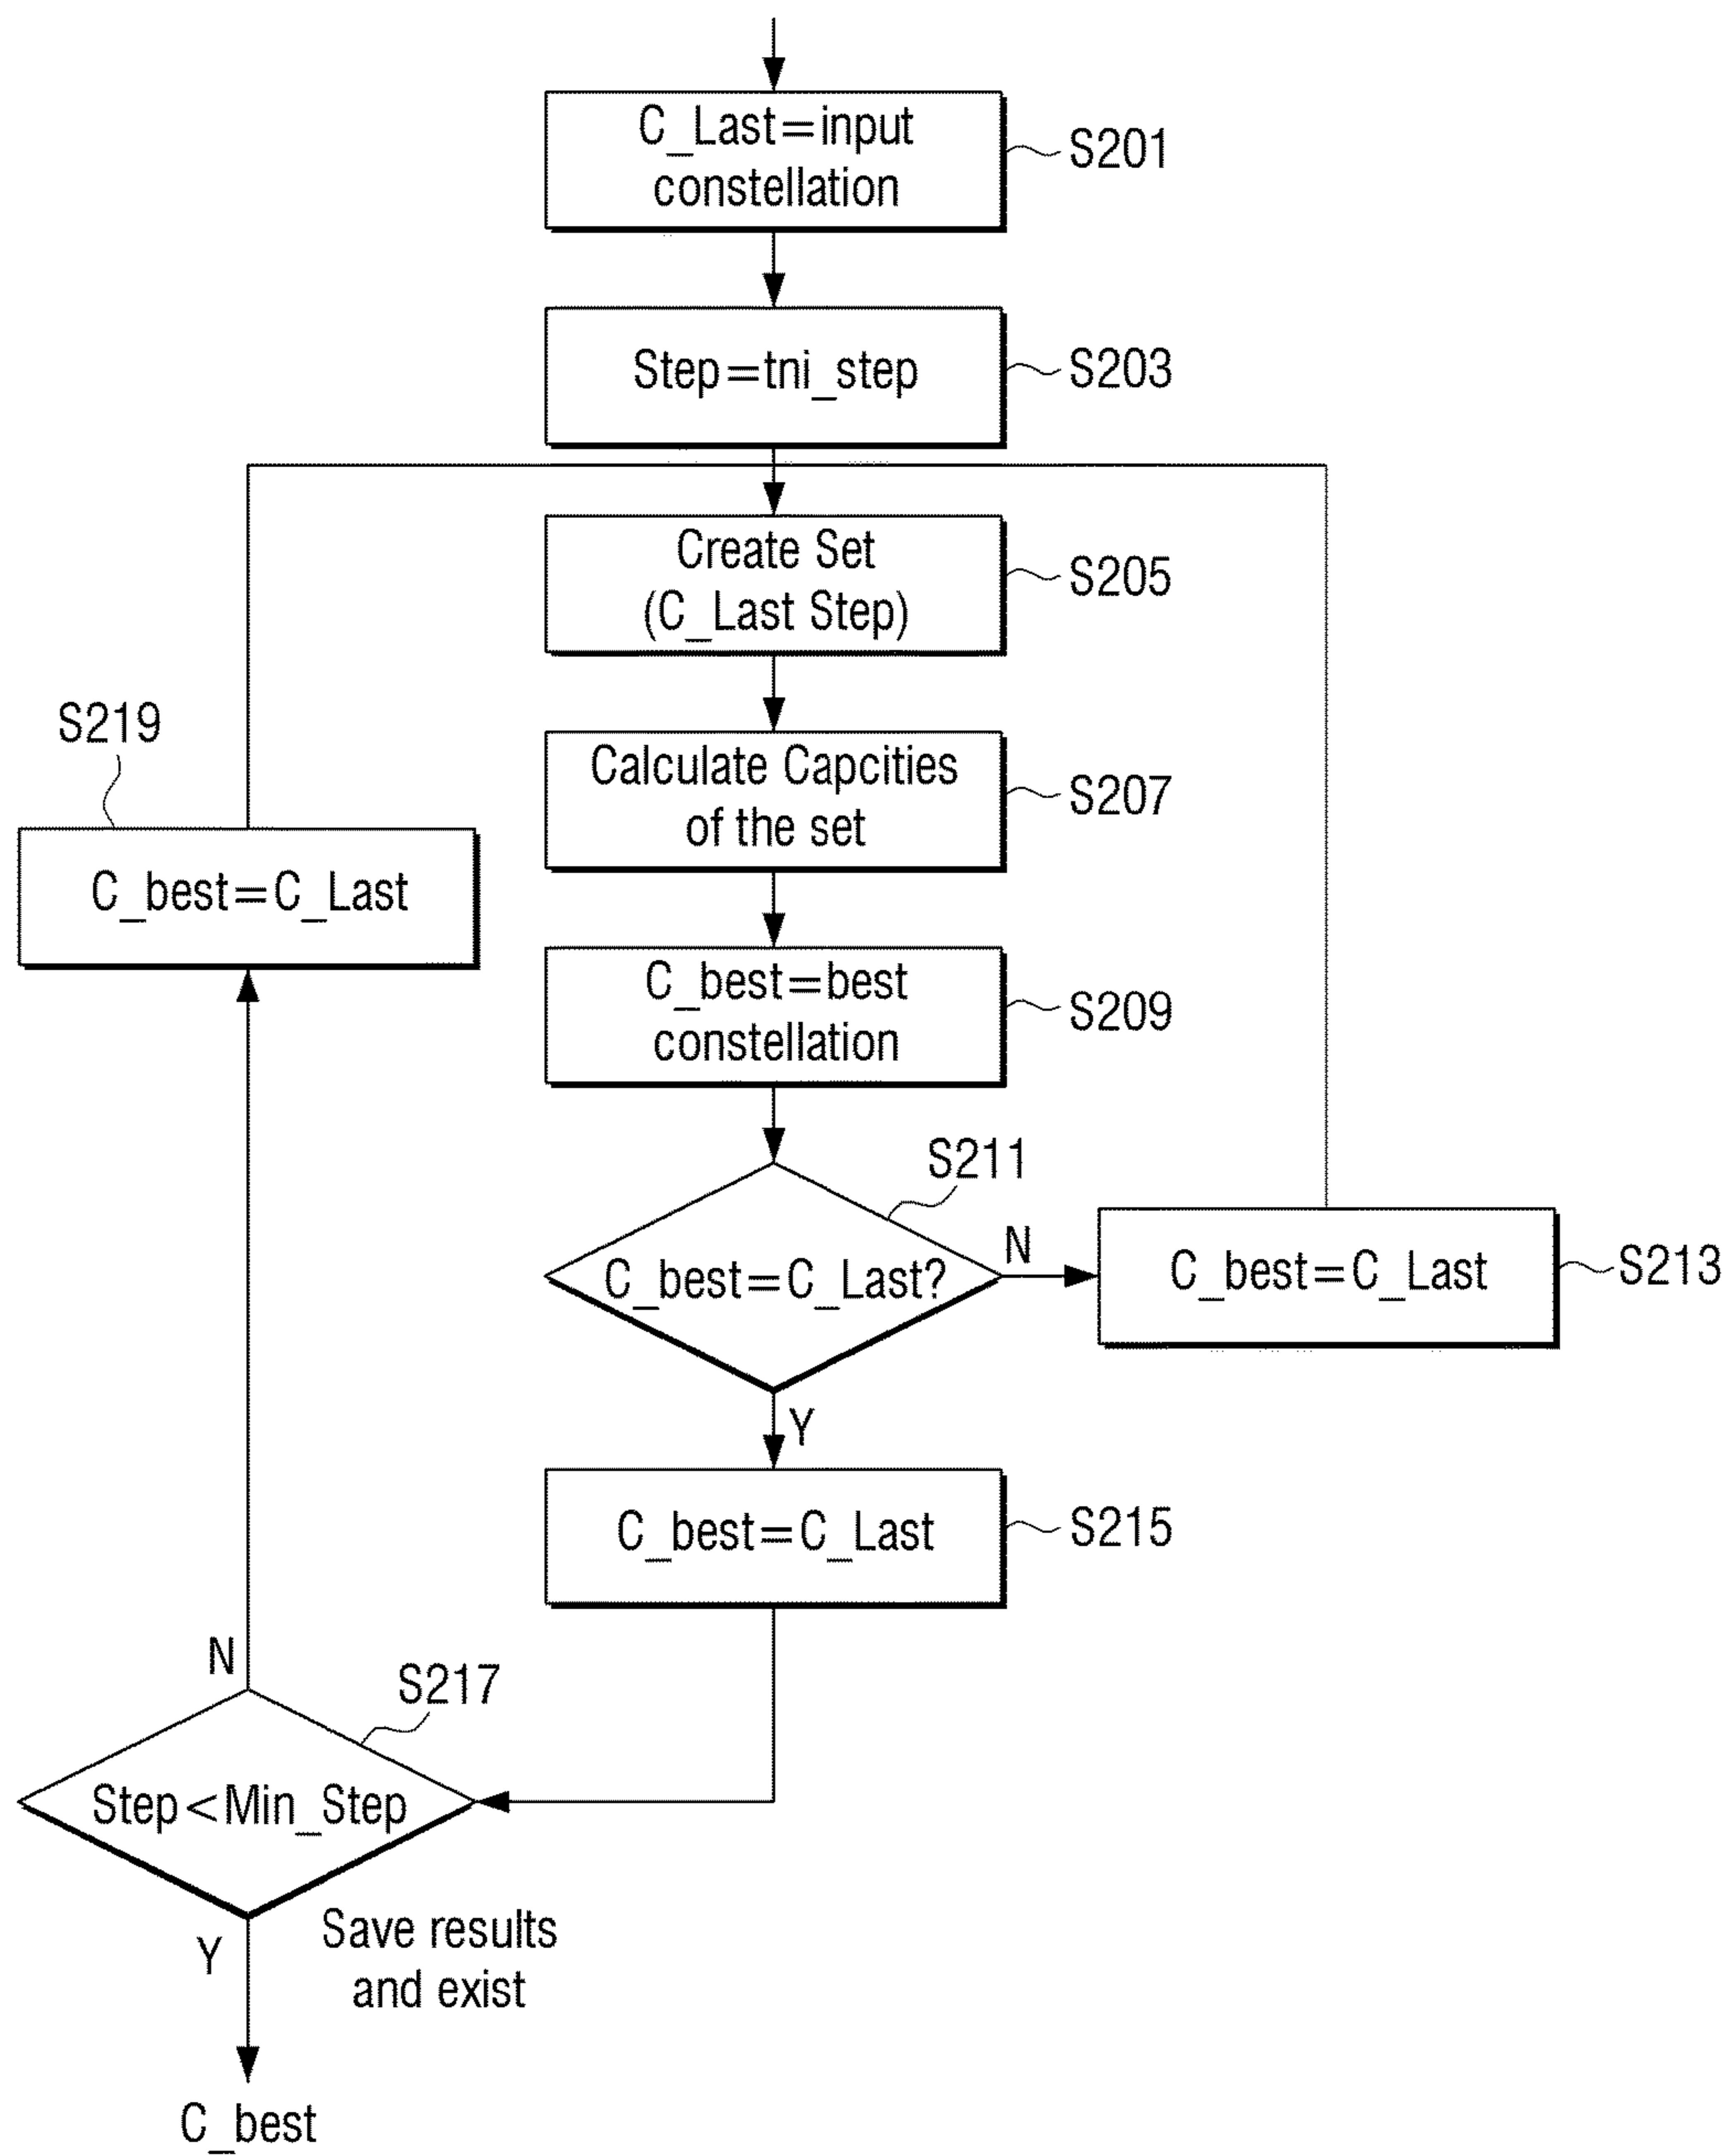 C_Last=input
constellation
S201
Step=tni_step
S203
Create Set
(C_Last Step)
S205
S219
Calculate Capcities
of the set
S207
C_best=C_Last
C_best=best
constellation
S209
S211
C_best=C_Last?
N
C_best=C_Last
S213
Y
C_best=C_Last
S215
N
S217
Step<Min_Step
Y
Save results
and exist
C_best